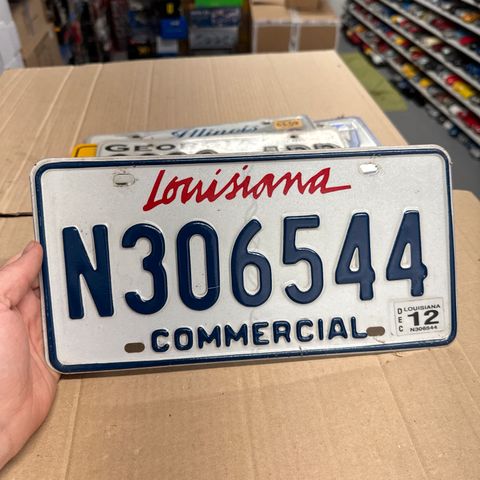 Illinois
GEO
Louisiana
N306544
COMMERCIAL
LOUISIANA
DEC
12
N306544